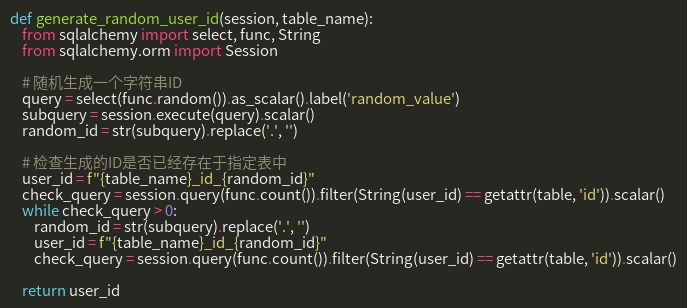 def generate_random_user_id(session, table_name):
from sqlalchemy import select, func, String
from sqlalchemy.orm import Session
# 随机生成一个字符串ID
query = select(func.random()).as_scalar().label('random_value')
subquery = session.execute(query).scalar()
random_id = str(subquery).replace('.', '')
# 检查生成的ID是否已经存在于指定表中
user_id = f"{table_name}_id_{random_id}"
check_query = session.query(func.count()).filter(String(user_id) == getattr(table, 'id')).scalar()
while check_query > 0:
random_id = str(subquery).replace('.', '')
user_id = f"{table_name}_id_{random_id}"
check_query = session.query(func.count()).filter(String(user_id) == getattr(table, 'id')).scalar()
return user_id